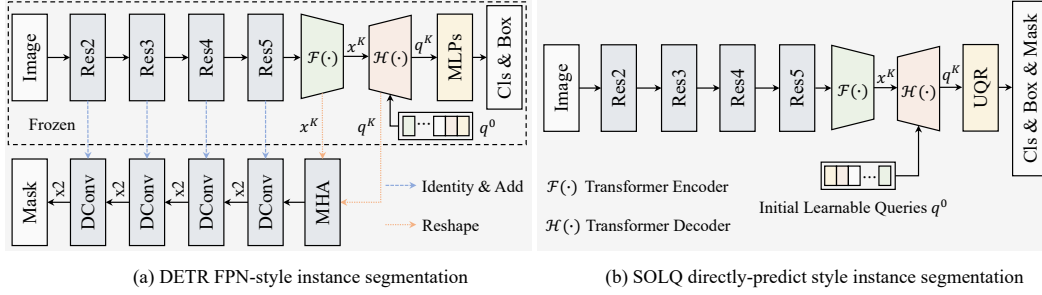 Image
Res2
Res3
Res4
Res5
ℱ(·)
x^K
ℋ(·)
q^K
MLPs
Cls & Box
Frozen
x^K
q^K
...
q^0
Mask
x2
DConv
x2
DConv
x2
DConv
x2
DConv
MHA
Identity & Add
Reshape
(a) DETR FPN-style instance segmentation
Image
Res2
Res3
Res4
Res5
ℱ(·)
x^K
ℋ(·)
q^K
UQR
Cls & Box & Mask
...
ℱ(·) Transformer Encoder
Initial Learnable Queries q^0
ℋ(·) Transformer Decoder
(b) SOLQ directly-predict style instance segmentation